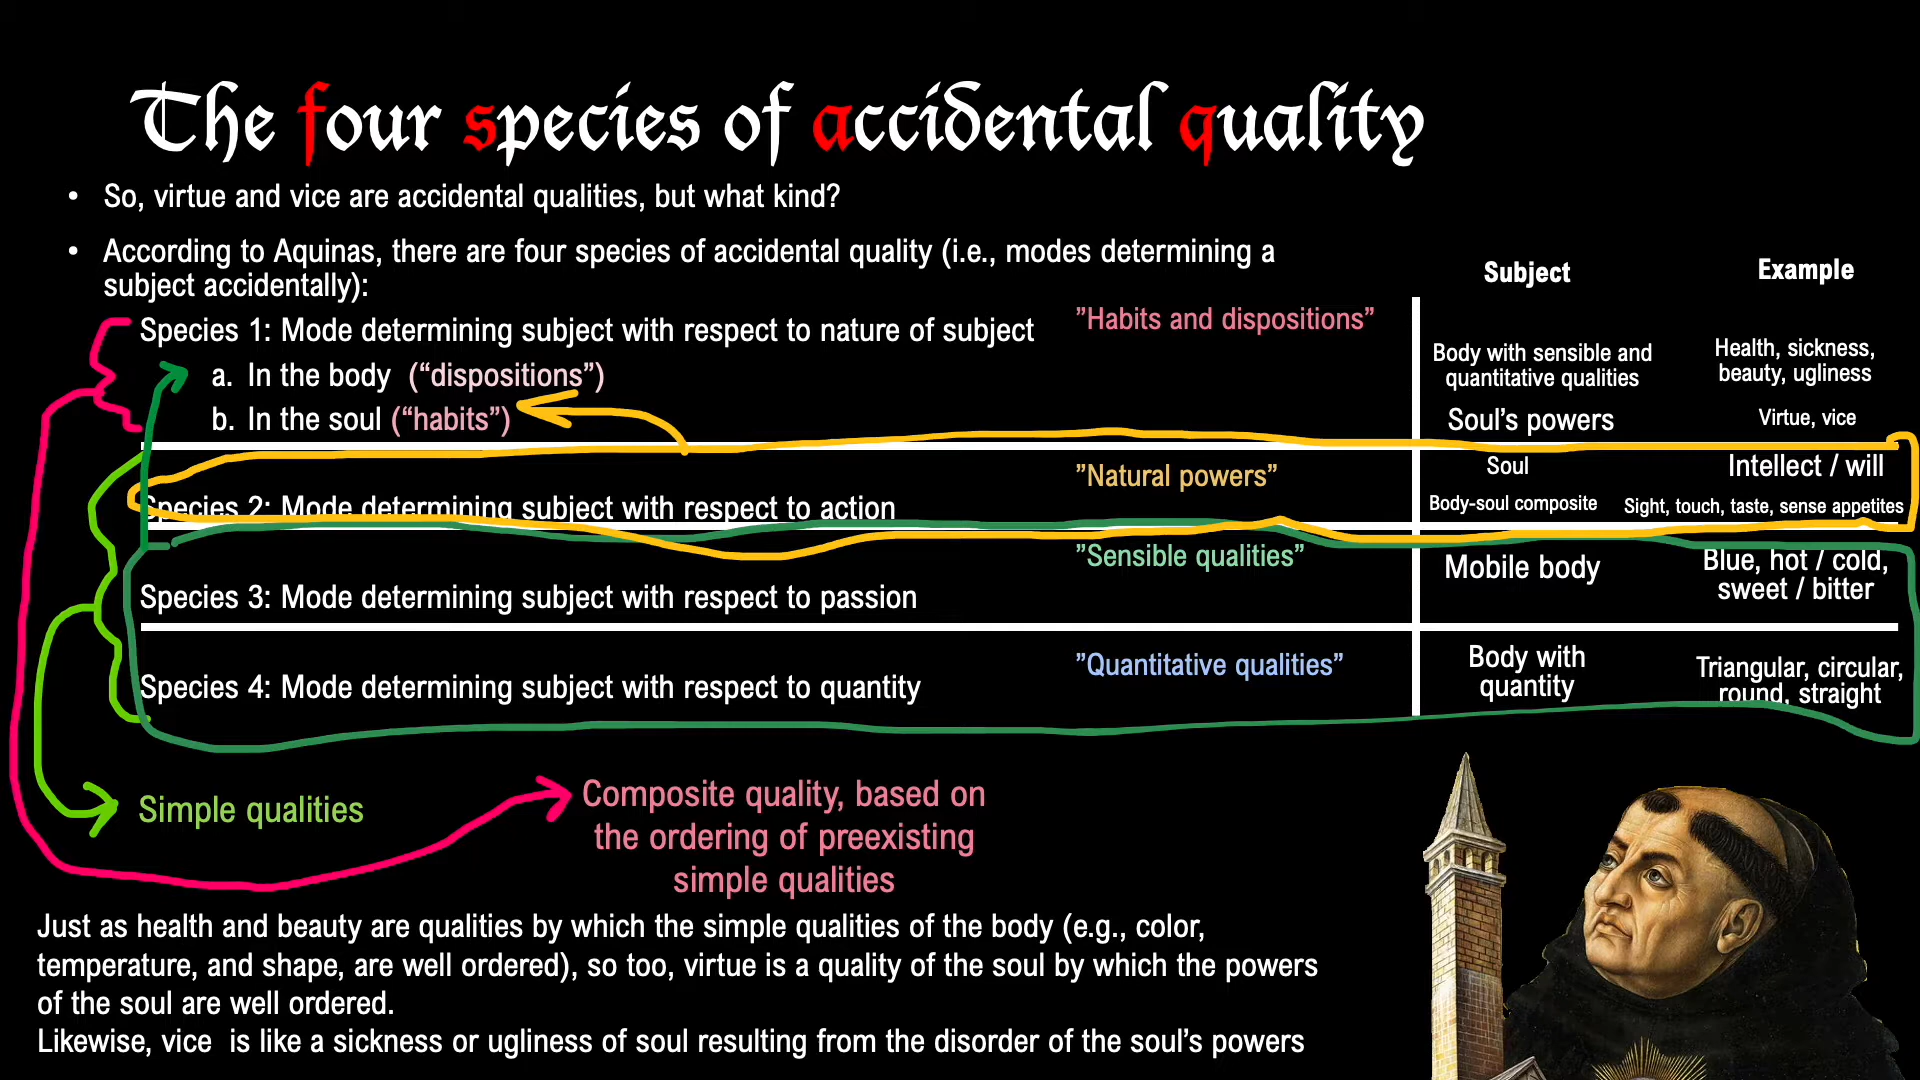 The four species of accidental quality
• So, virtue and vice are accidental qualities, but what kind?
• According to Aquinas, there are four species of accidental quality (i.e., modes determining a
subject accidentally):
Subject
Example
Species 1: Mode determining subject with respect to nature of subject
"Habits and dispositions"
a. In the body (“dispositions”)
Body with sensible and
quantitative qualities
Health, sickness,
beauty, ugliness
b. In the soul (“habits”)
Soul’s powers
Virtue, vice
Species 2: Mode determining subject with respect to action
"Natural powers"
Soul
Intellect / will
Body-soul composite
Sight, touch, taste, sense appetites
Species 3: Mode determining subject with respect to passion
"Sensible qualities"
Mobile body
Blue, hot / cold,
sweet / bitter
Species 4: Mode determining subject with respect to quantity
"Quantitative qualities"
Body with
quantity
Triangular, circular,
round, straight
Simple qualities
Composite quality, based on
the ordering of preexisting
simple qualities
Just as health and beauty are qualities by which the simple qualities of the body (e.g., color,
temperature, and shape, are well ordered), so too, virtue is a quality of the soul by which the powers
of the soul are well ordered.
Likewise, vice is like a sickness or ugliness of soul resulting from the disorder of the soul’s powers